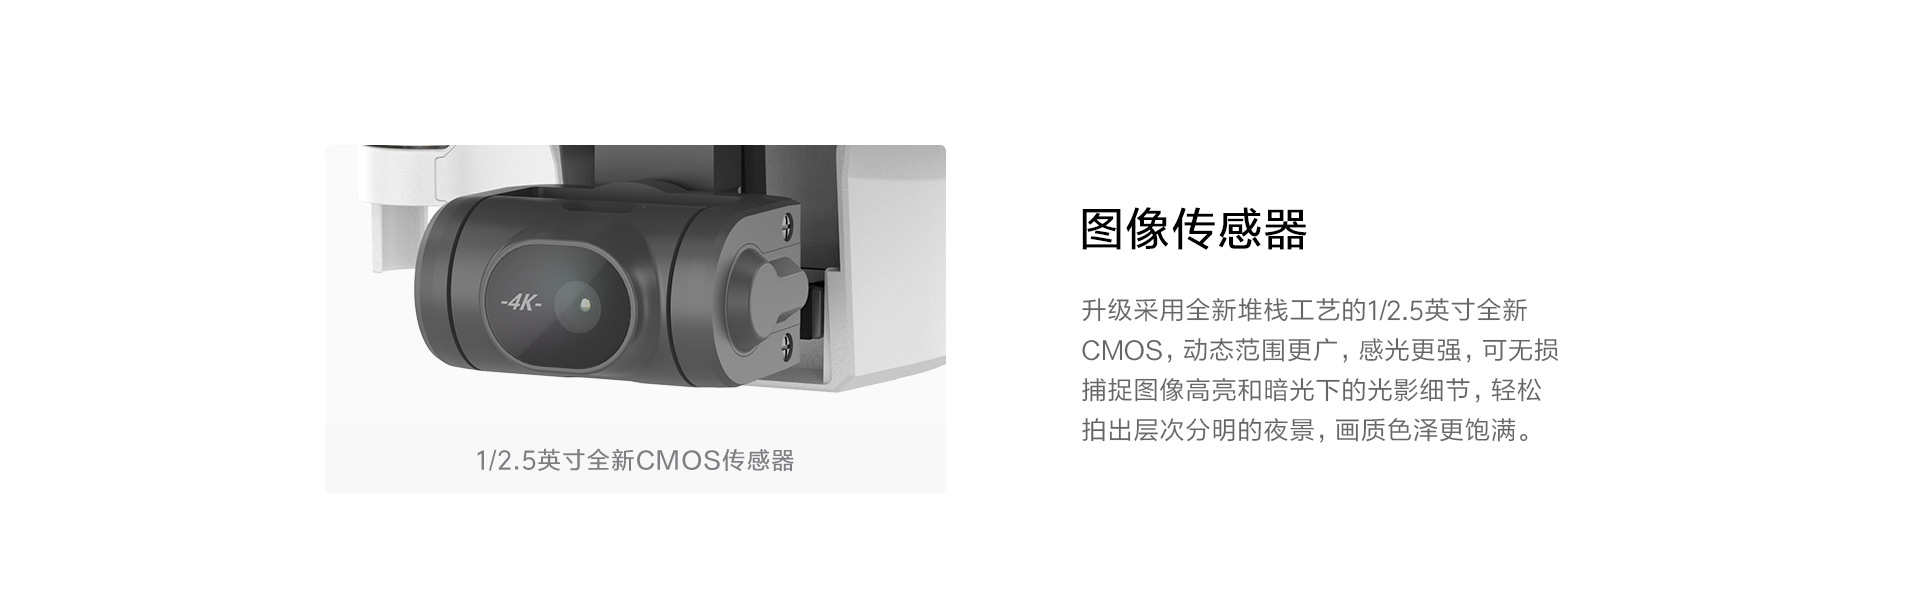 -4K-
1/2.5英寸全新CMOS传感器
图像传感器
升级采用全新堆栈工艺的1/2.5英寸全新
CMOS，动态范围更广，感光更强，可无损
捕捉图像高亮和暗光下的光影细节，轻松
拍出层次分明的夜景，画质色泽更饱满。